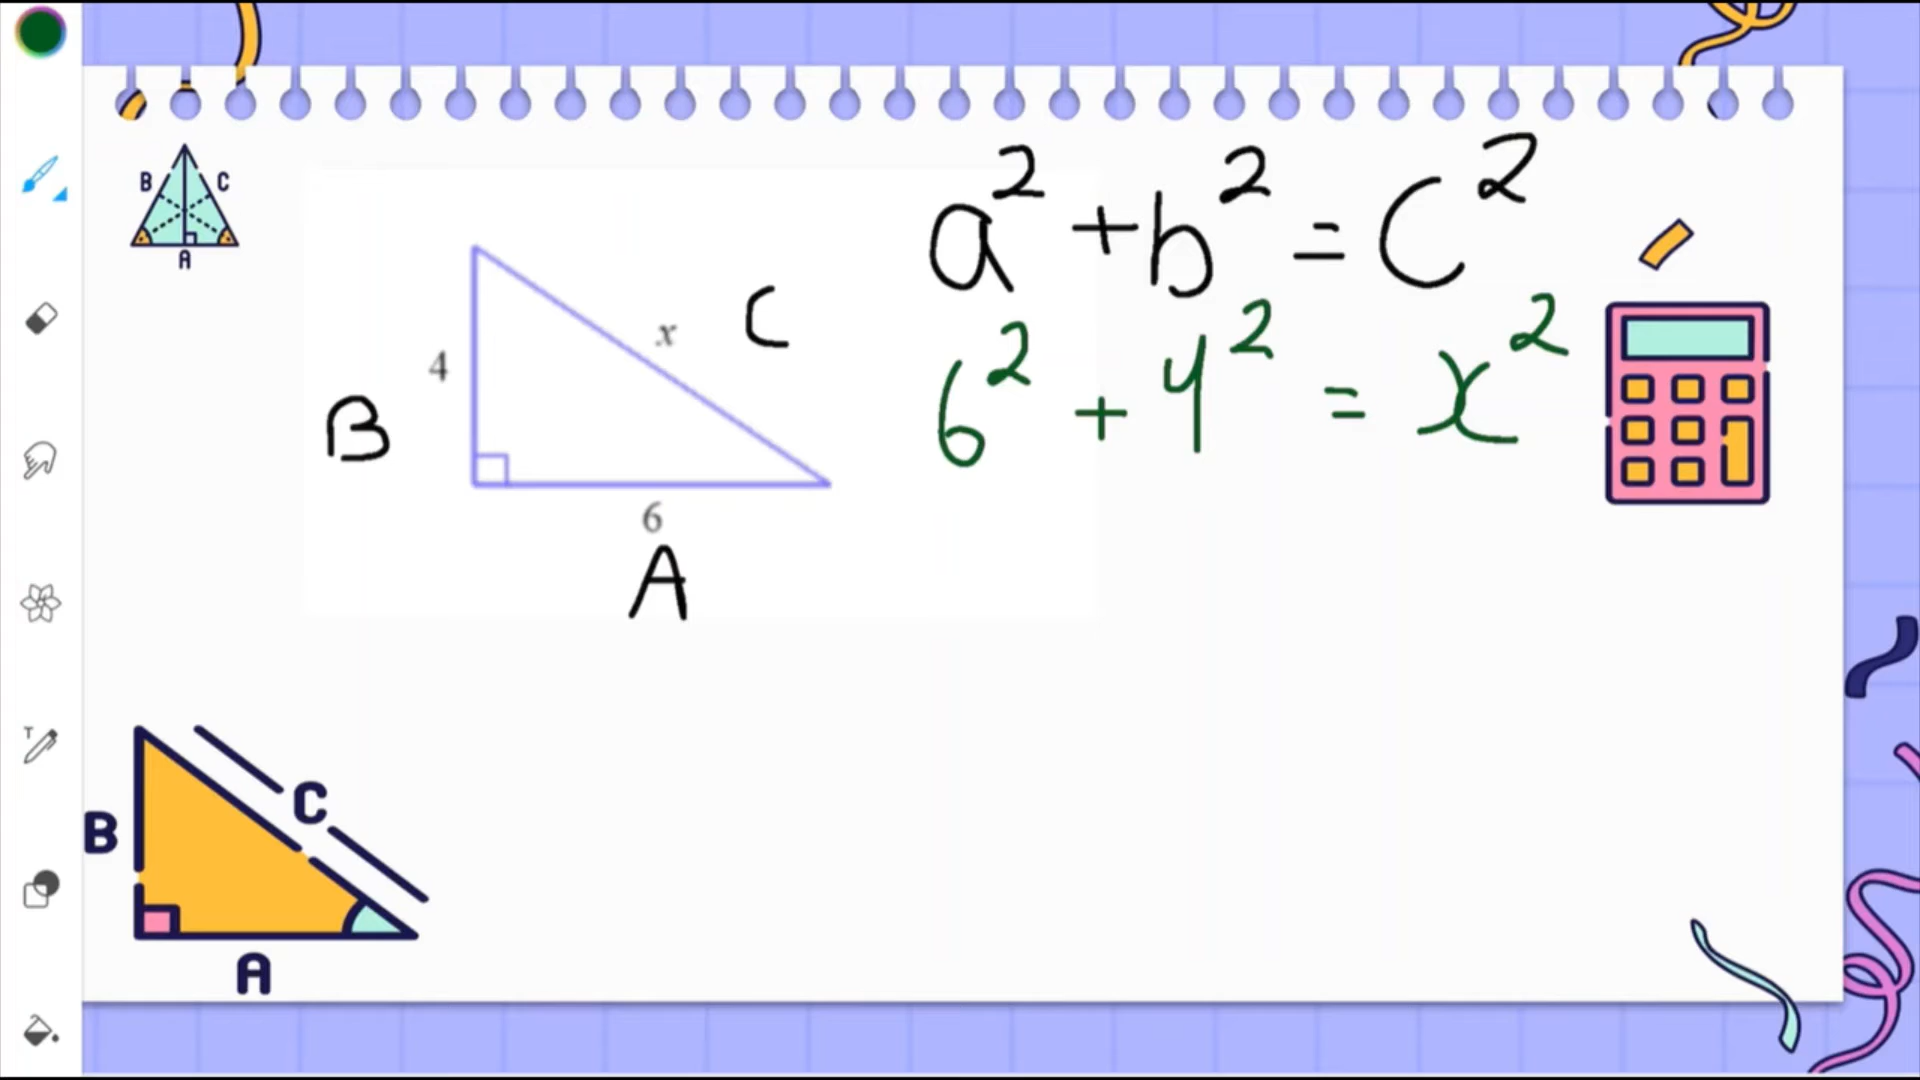 B C
A
a² + b² = c²
x C
4
6² + 4² = x²
B
6
A
T
C
B
A